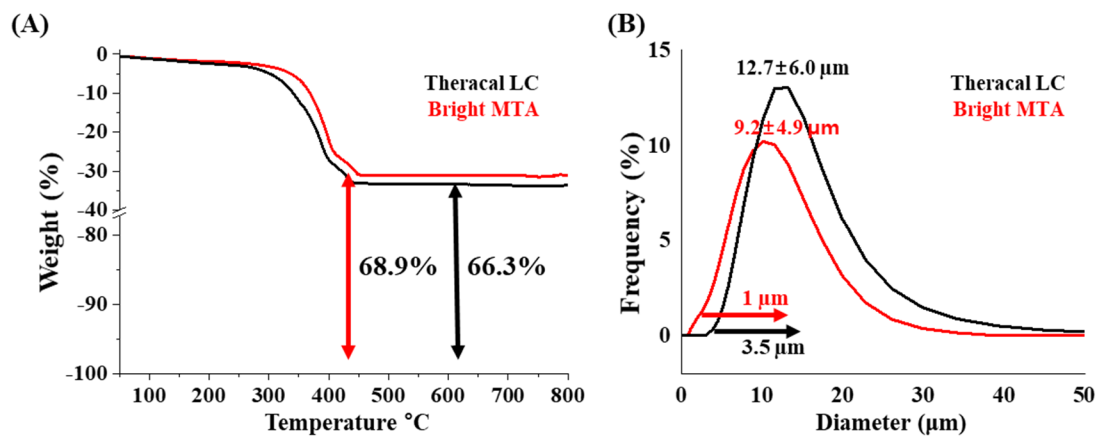 (A)
0
-10
-20
-30
-40
-80
-90
-100
Weight (%)
Theracal LC
Bright MTA
68.9%
66.3%
100
200
300
400
500
600
700
800
Temperature °C
(B)
15
10
5
0
Frequency (%)
12.7±6.0 µm
9.2±4.9 µm
Theracal LC
Bright MTA
1 µm
3.5 µm
0
10
20
30
40
50
Diameter (µm)